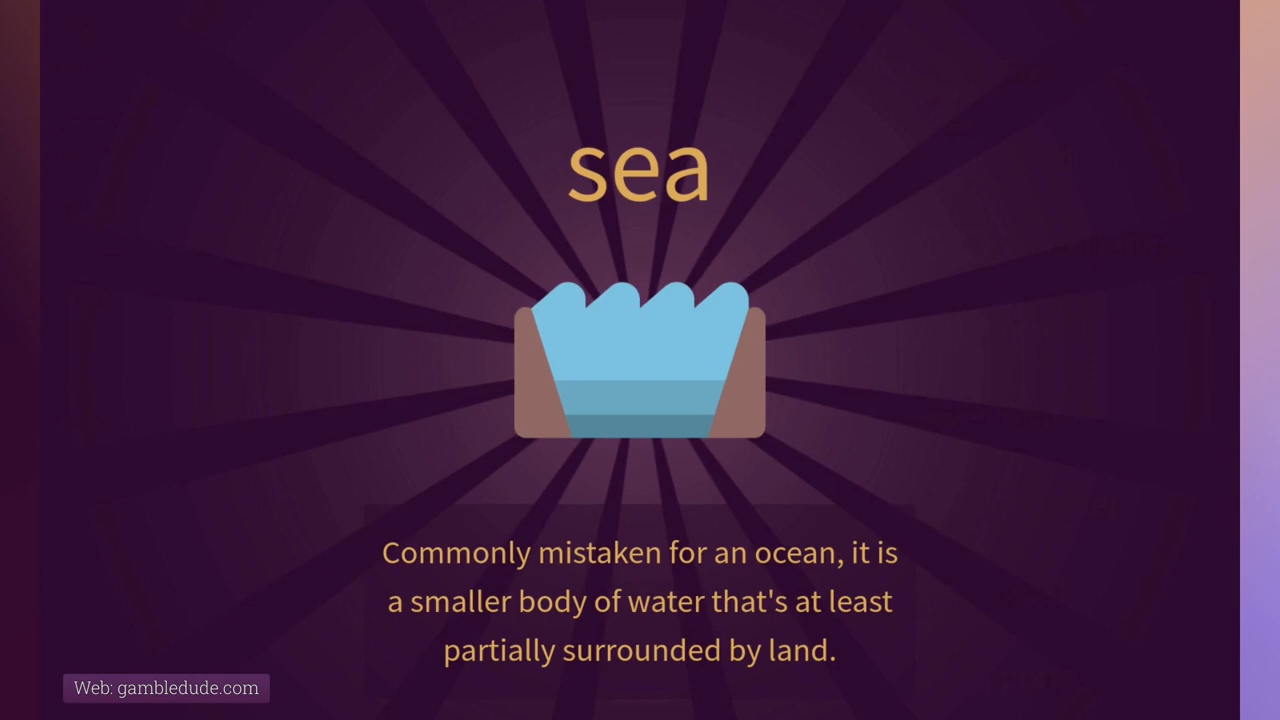 sea
Commonly mistaken for an ocean, it is
a smaller body of water that's at least
partially surrounded by land.
Web: gambledude.com